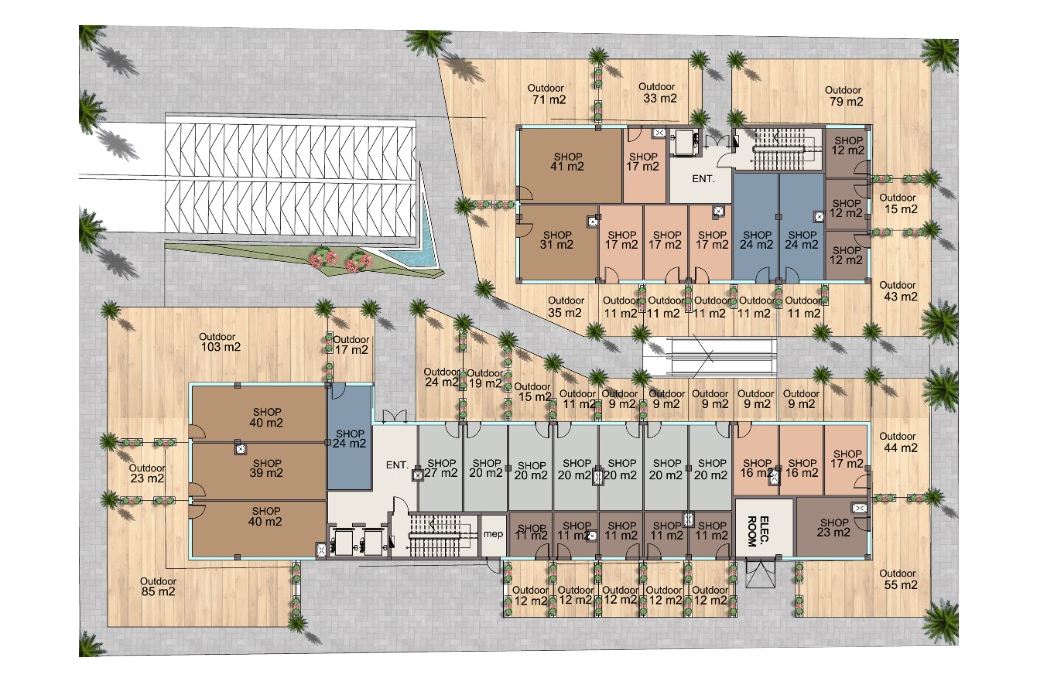 Outdoor
71 m2
Outdoor
33 m2
Outdoor
79 m2
SHOP
41 m2
SHOP
17 m2
ENT.
SHOP
12 m2
SHOP
12 m2
SHOP
12 m2
Outdoor
15 m2
SHOP
31 m2
SHOP
17 m2
SHOP
17 m2
SHOP
17 m2
SHOP
24 m2
SHOP
24 m2
Outdoor
43 m2
Outdoor
35 m2
Outdoor
11 m2
Outdoor
11 m2
Outdoor
11 m2
Outdoor
11 m2
Outdoor
11 m2
Outdoor
103 m2
Outdoor
17 m2
Outdoor
24 m2
Outdoor
19 m2
Outdoor
15 m2
Outdoor
11 m2
Outdoor
9 m2
Outdoor
9 m2
Outdoor
9 m2
Outdoor
9 m2
Outdoor
9 m2
SHOP
40 m2
SHOP
24 m2
SHOP
39 m2
SHOP
40 m2
Outdoor
23 m2
ENT.
SHOP
27 m2
SHOP
20 m2
SHOP
20 m2
SHOP
20 m2
SHOP
20 m2
SHOP
20 m2
SHOP
20 m2
SHOP
16 m2
SHOP
16 m2
SHOP
17 m2
Outdoor
44 m2
mep
SHOP
11 m2
SHOP
11 m2
SHOP
11 m2
SHOP
11 m2
SHOP
11 m2
ELEC.
ROOM
SHOP
23 m2
Outdoor
85 m2
Outdoor
12 m2
Outdoor
12 m2
Outdoor
12 m2
Outdoor
12 m2
Outdoor
12 m2
Outdoor
55 m2